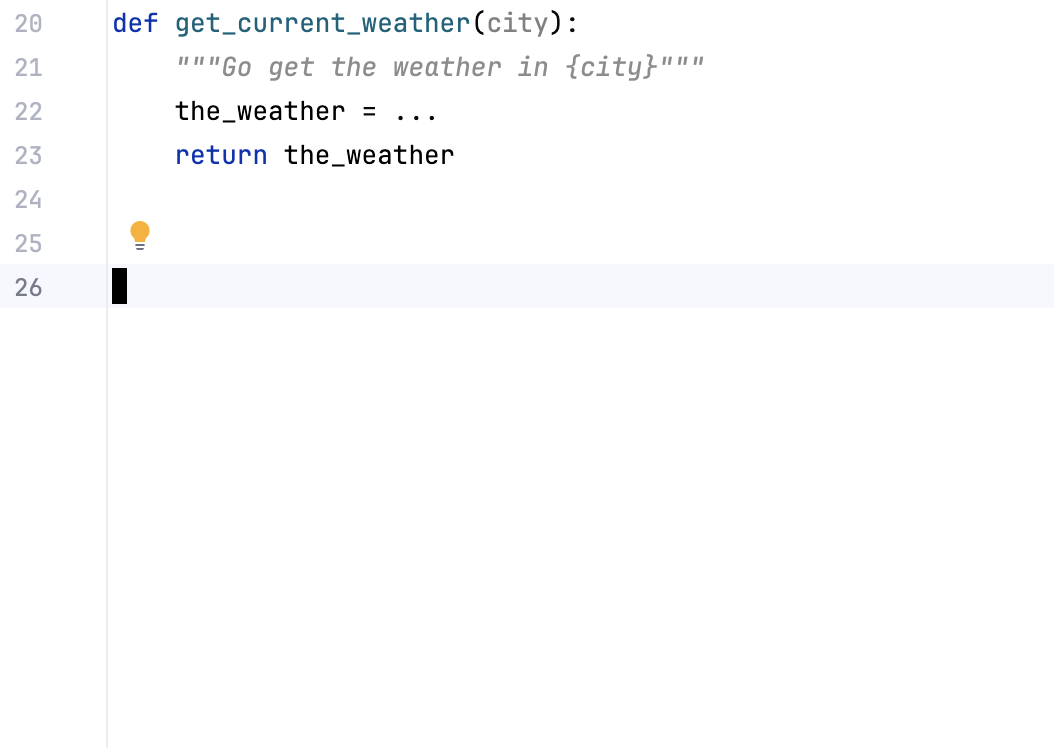 20 def get_current_weather(city):
21     """Go get the weather in {city}"""
22     the_weather = ...
23     return the_weather
24
25
26